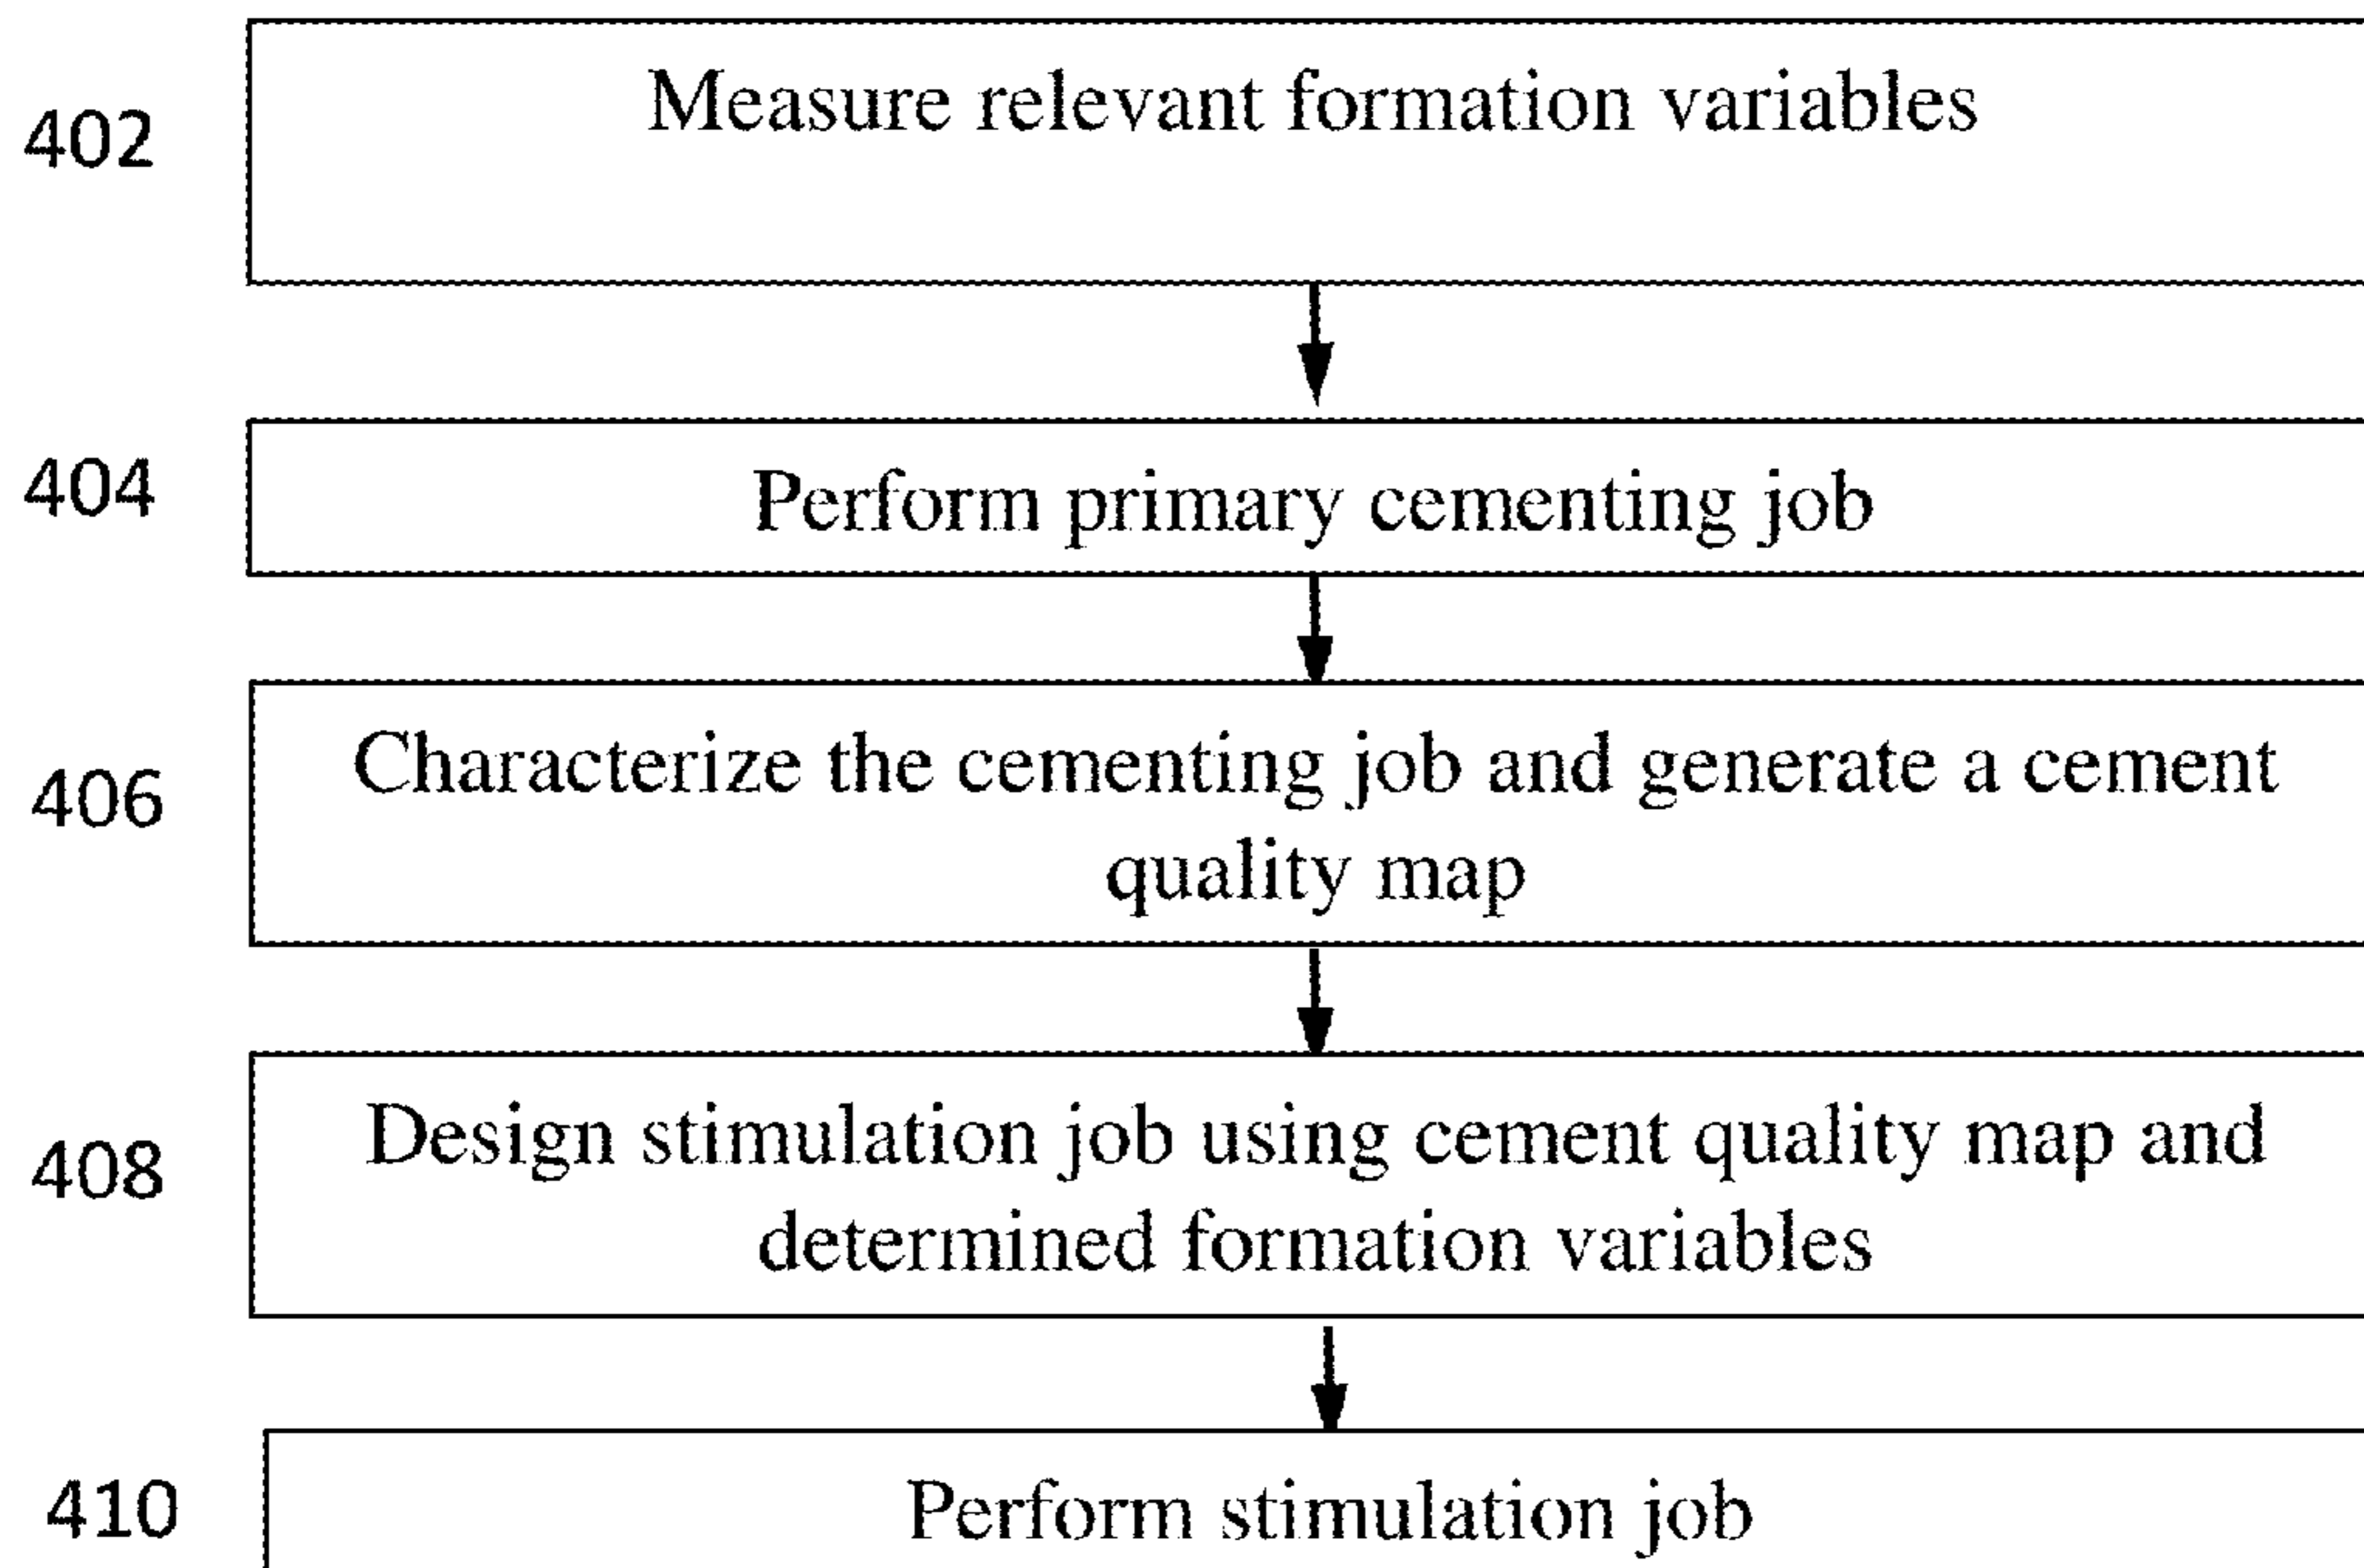 402
Measure relevant formation variables
404
Perform primary cementing job
406
Characterize the cementing job and generate a cement
quality map
408
Design stimulation job using cement quality map and
determined formation variables
410
Perform stimulation job